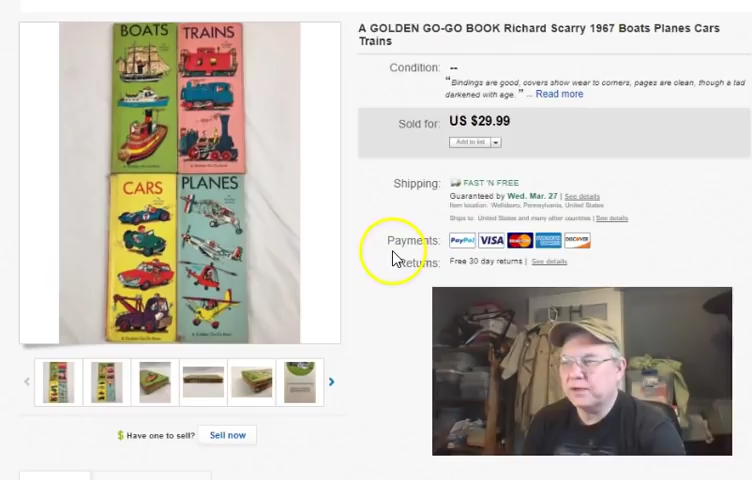 A GOLDEN GO-GO BOOK Richard Scarry 1967 Boats Planes Cars
Trains
BOATS
TRAINS
CARS
PLANES
Condition: --
"Bindings are good, covers show wear to corners, pages are clean, though a tad
darkened with age." ... Read more
Sold for: US $29.99
Add to list
Shipping: FAST 'N FREE
Guaranteed by Wed. Mar. 27 | See details
Item location: Wellsboro, Pennsylvania, United States
Ships to: United States and many other countries | See details
Payments: PayPal VISA MasterCard DISCOVER
Returns: Free 30 day returns | See details
$ Have one to sell? Sell now